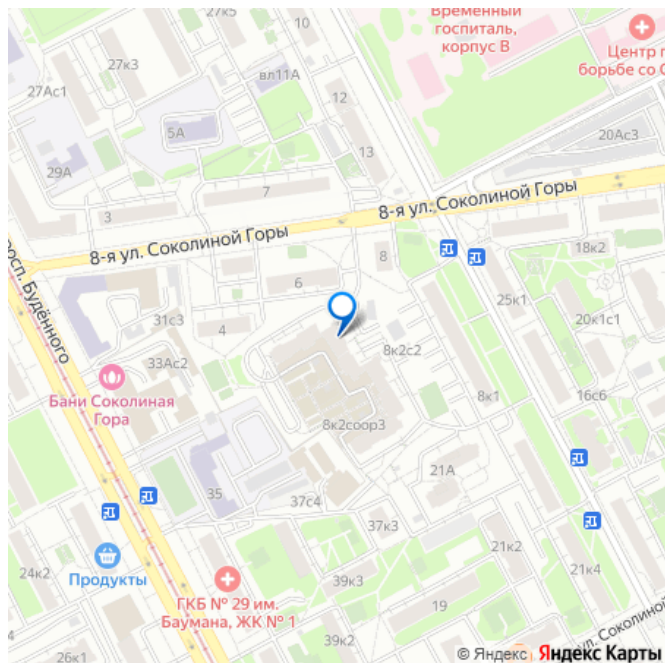 27к5
10
Временный
госпиталь,
корпус В
27к3
вл11А
Центр п
борьбе со С
27Ас1
12
5А
20Ас3
13
29А
7
8-я ул. Соколиной Горы
3
8-я ул. Соколиной Горы
8
18к2
росп. Будённого
6
25к1
31с3
20к1с1
4
33Ас2
8к2с2
Бани Соколиная
Гора
8к1
16с6
8к2соор3
21А
35
37с4
37к3
21к2
24к2
Продукты
39к3
21к4
ГКБ № 29 им.
Баумана, ЖК № 1
19
39к2
ул. Соколиной
26к1
© Яндекс Яндекс Карты